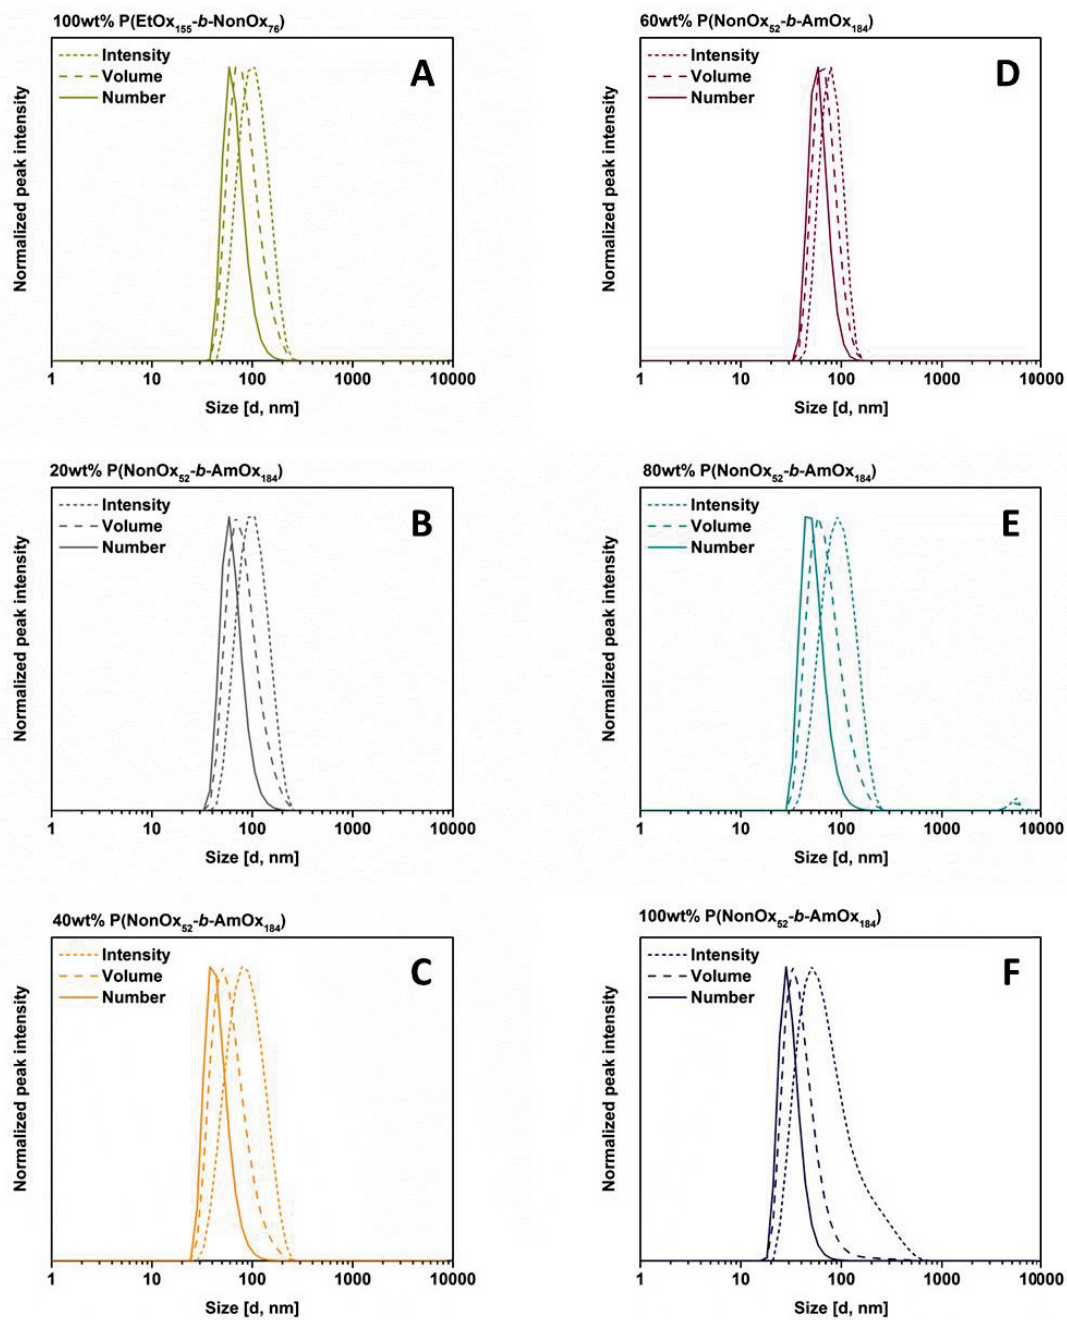 100wt% P(EtOx155-b-NonOx76)
Intensity
Volume
Number
A
Normalized peak intensity
1 10 100 1000 10000
Size [d, nm]
60wt% P(NonOx52-b-AmOx184)
Intensity
Volume
Number
D
Normalized peak intensity
1 10 100 1000 10000
Size [d, nm]
20wt% P(NonOx52-b-AmOx184)
Intensity
Volume
Number
B
Normalized peak intensity
1 10 100 1000 10000
Size [d, nm]
80wt% P(NonOx52-b-AmOx184)
Intensity
Volume
Number
E
Normalized peak intensity
1 10 100 1000 10000
Size [d, nm]
40wt% P(NonOx52-b-AmOx184)
Intensity
Volume
Number
C
Normalized peak intensity
1 10 100 1000 10000
Size [d, nm]
100wt% P(NonOx52-b-AmOx184)
Intensity
Volume
Number
F
Normalized peak intensity
1 10 100 1000 10000
Size [d, nm]